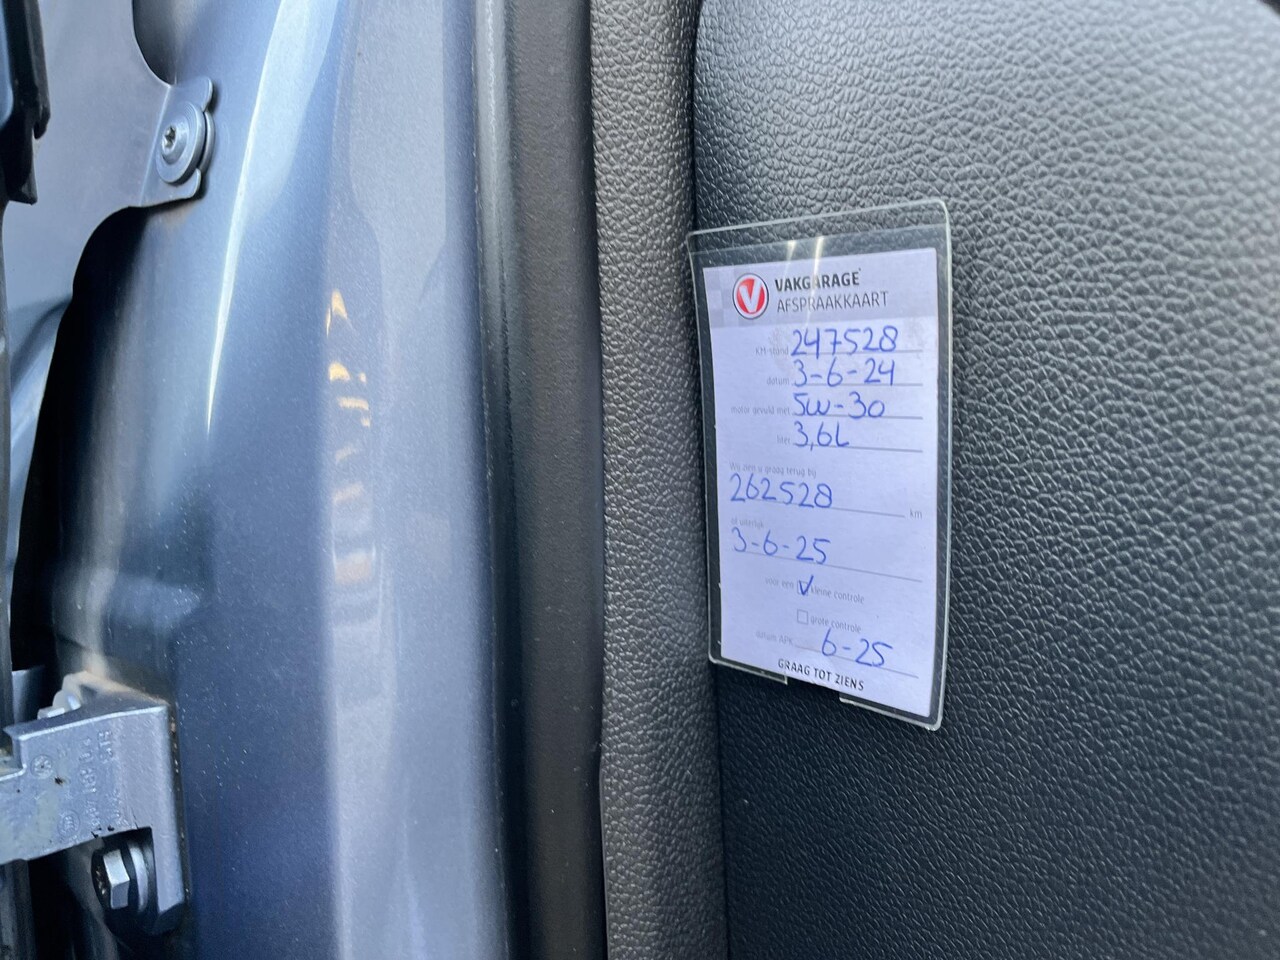 VAKGARAGE
AFSPRAAKKAART
km-stand 247528
datum 3-6-24
motor gevuld met 5W-30
liter 3,6L
Wij zien u graag terug bij
262528 km
of uiterlijk
3-6-25
voor een kleine controle
grote controle
datum APK 6-25
GRAAG TOT ZIENS